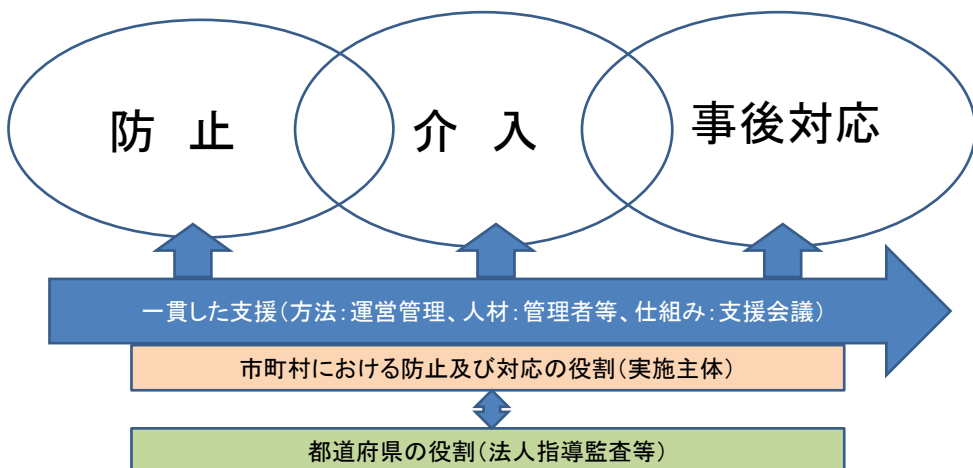 防 止
介 入
事後対応
一貫した支援(方法:運営管理、人材:管理者等、仕組み:支援会議)
市町村における防止及び対応の役割(実施主体)
都道府県の役割(法人指導監査等)